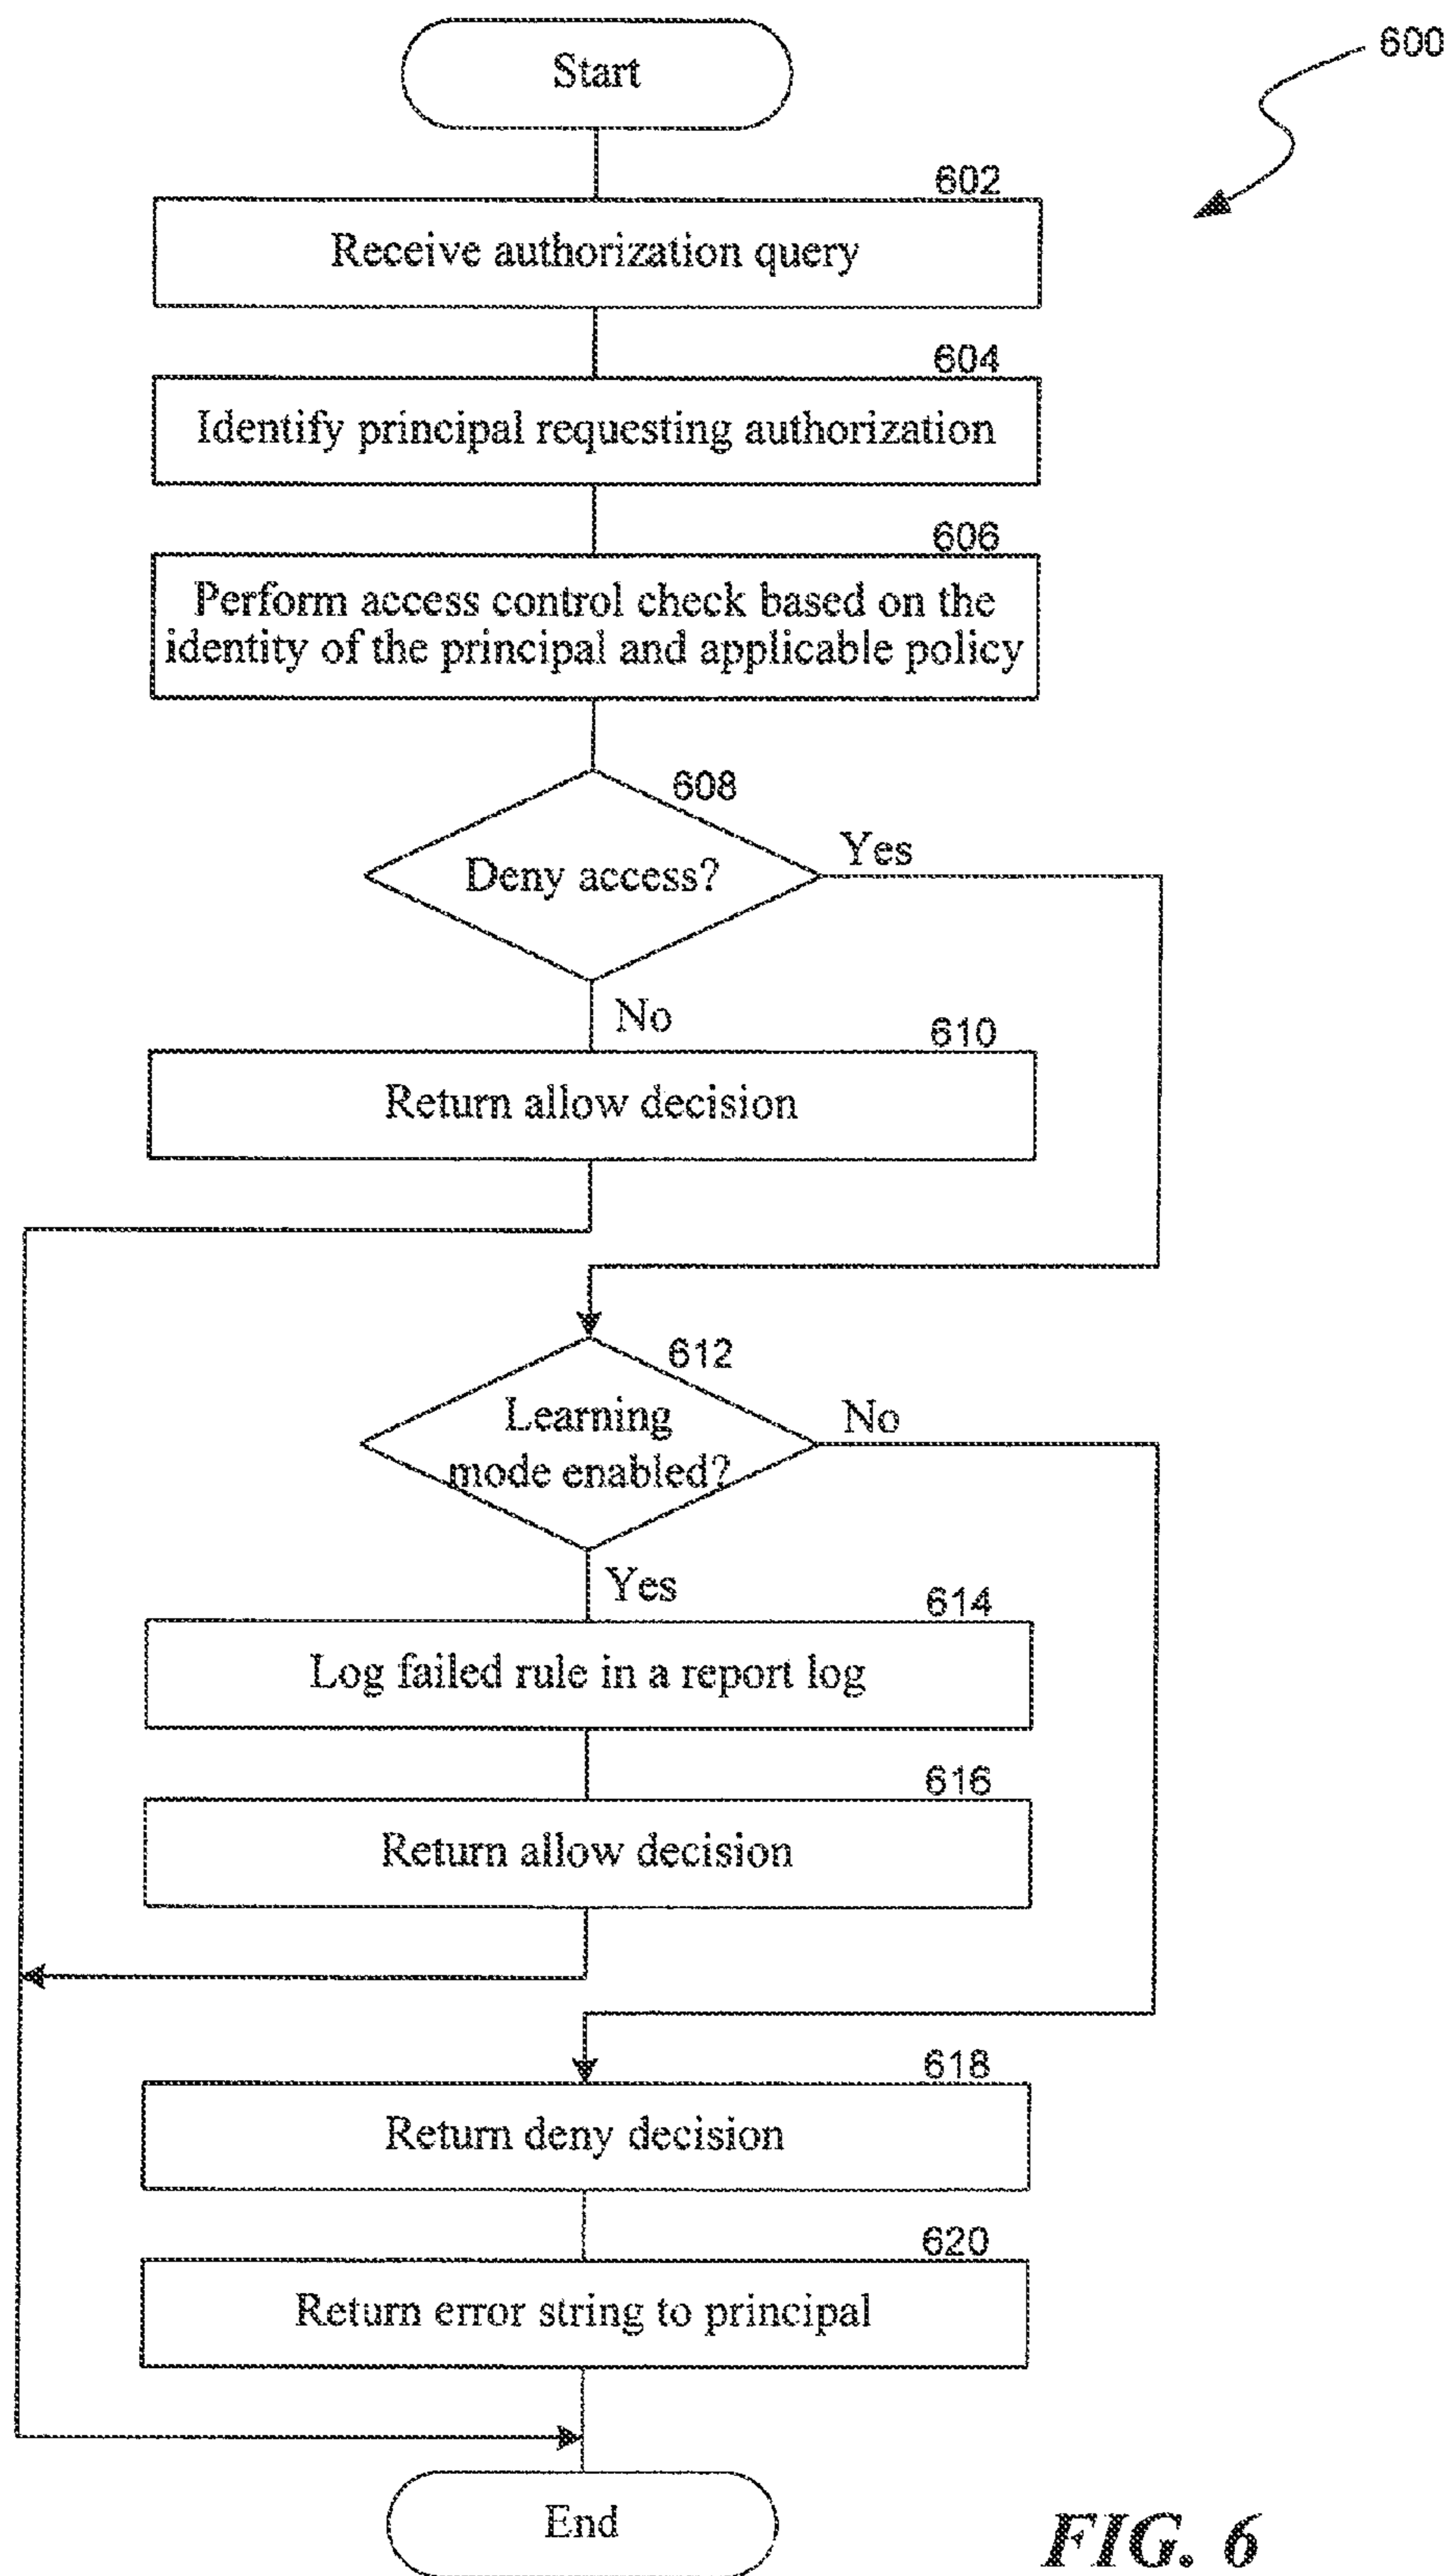 Start
600
602
Receive authorization query
604
Identify principal requesting authorization
606
Perform access control check based on the
identity of the principal and applicable policy
608
Deny access?
Yes
No
610
Return allow decision
612
Learning
mode enabled?
No
Yes
614
Log failed rule in a report log
616
Return allow decision
618
Return deny decision
620
Return error string to principal
End
FIG. 6